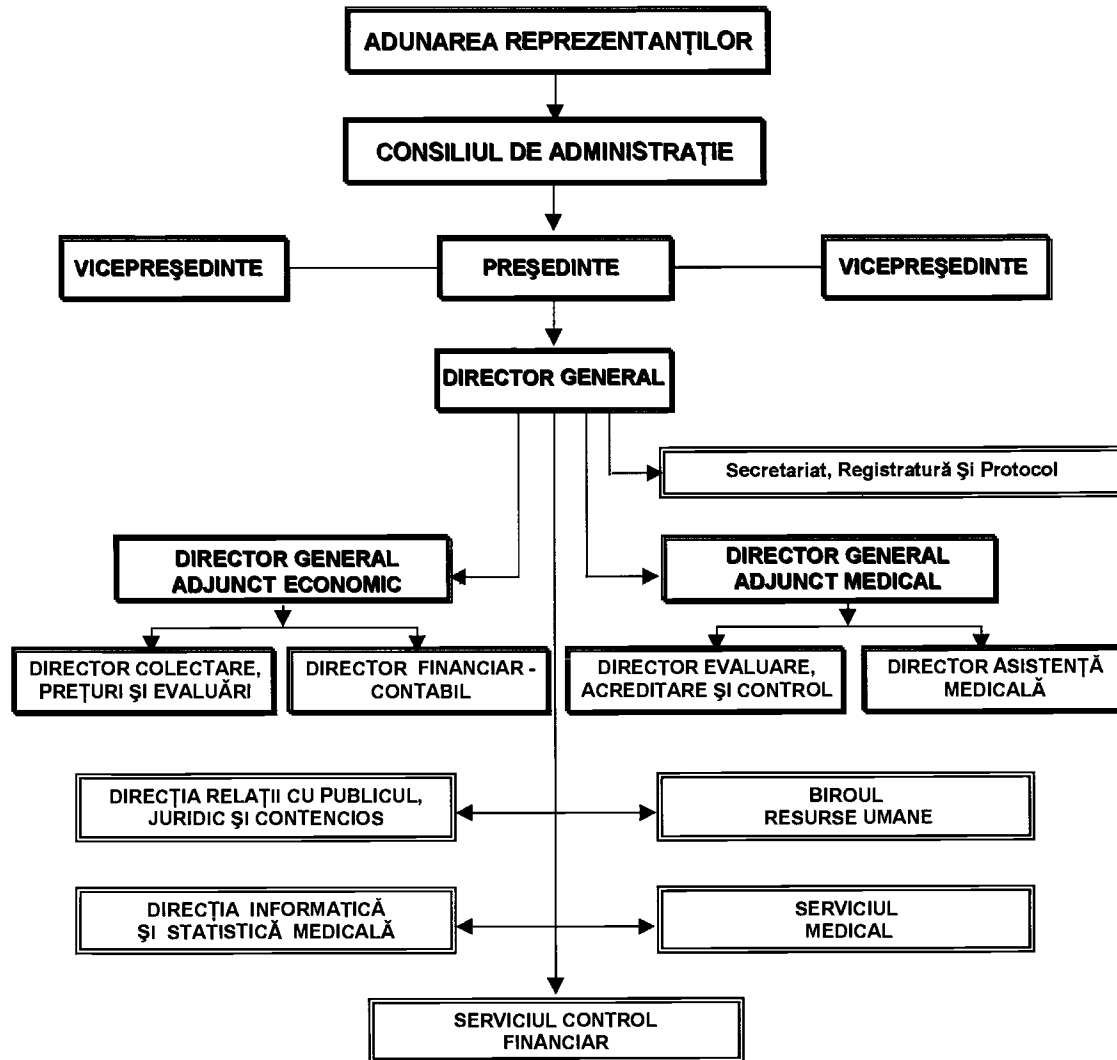 ADUNAREA REPREZENTANȚILOR
CONSILIUL DE ADMINISTRAȚIE
VICEPREȘEDINTE
PREȘEDINTE
VICEPREȘEDINTE
DIRECTOR GENERAL
Secretariat, Registratură Și Protocol
DIRECTOR GENERAL
ADJUNCT ECONOMIC
DIRECTOR GENERAL
ADJUNCT MEDICAL
DIRECTOR COLECTARE,
PREȚURI ȘI EVALUĂRI
DIRECTOR FINANCIAR -
CONTABIL
DIRECTOR EVALUARE,
ACREDITARE ȘI CONTROL
DIRECTOR ASISTENȚĂ
MEDICALĂ
DIRECȚIA RELAȚII CU PUBLICUL,
JURIDIC ȘI CONTENCIOS
BIROUL
RESURSE UMANE
DIRECȚIA INFORMATICĂ
ȘI STATISTICĂ MEDICALĂ
SERVICIUL
MEDICAL
SERVICIUL CONTROL
FINANCIAR